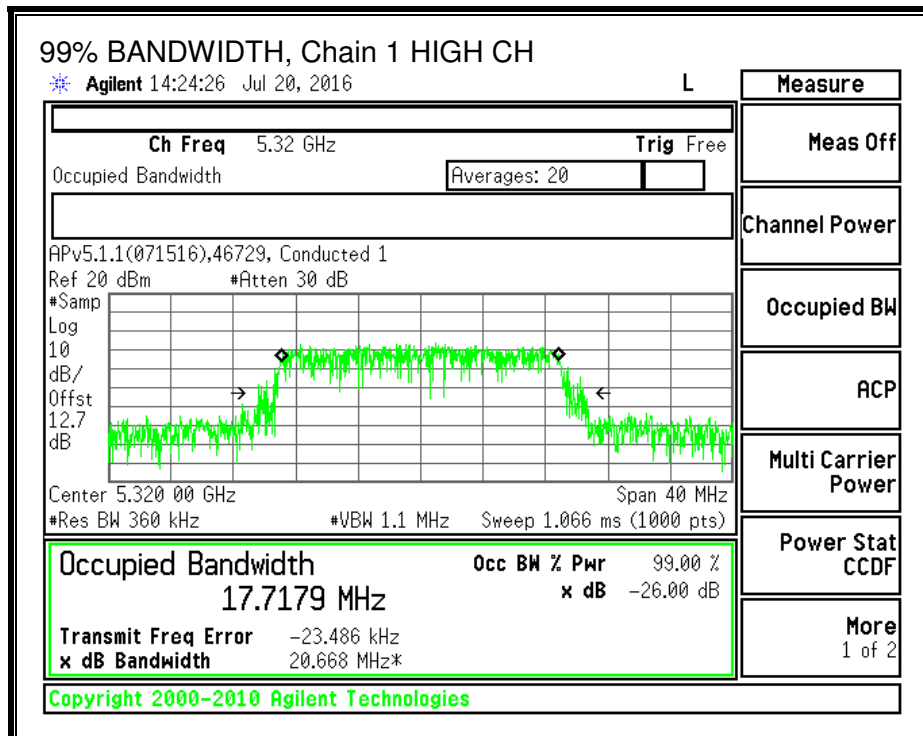 99% BANDWIDTH, Chain 1 HIGH CH
Agilent 14:24:26 Jul 20, 2016 L
Measure
Ch Freq 5.32 GHz Trig Free
Meas Off
Occupied Bandwidth Averages: 20
Channel Power
APv5.1.1(071516),46729, Conducted 1
Ref 20 dBm #Atten 30 dB
#Samp
Log
10
dB/
Offst
12.7
dB
Occupied BW
ACP
Center 5.320 00 GHz Span 40 MHz
#Res BW 360 kHz #VBW 1.1 MHz Sweep 1.066 ms (1000 pts)
Multi Carrier
Power
Occupied Bandwidth Occ BW % Pwr 99.00 %
17.7179 MHz x dB -26.00 dB
Transmit Freq Error -23.486 kHz
x dB Bandwidth 20.668 MHz*
Power Stat
CCDF
More
1 of 2
Copyright 2000-2010 Agilent Technologies